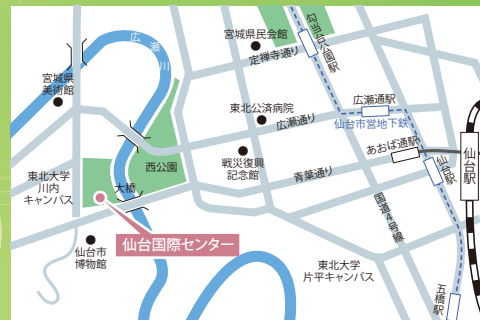 広瀬川
宮城県民会館
定禅寺通り
勾当台公園駅
宮城県
美術館
東北公済病院
広瀬通り
広瀬通駅
仙台市営地下鉄
あおば通駅
仙台駅
仙台駅
西公園
戦災復興
記念館
青葉通り
東北大学
川内
キャンパス
大橋
国道4号線
仙台国際センター
仙台市
博物館
東北大学
片平キャンパス
五橋駅